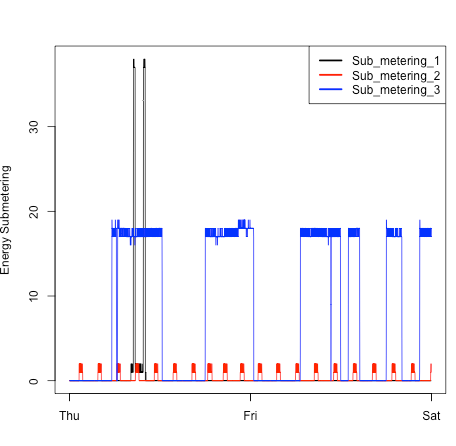 Sub_metering_1
Sub_metering_2
Sub_metering_3
Energy Submetering
30
20
10
0
Thu
Fri
Sat